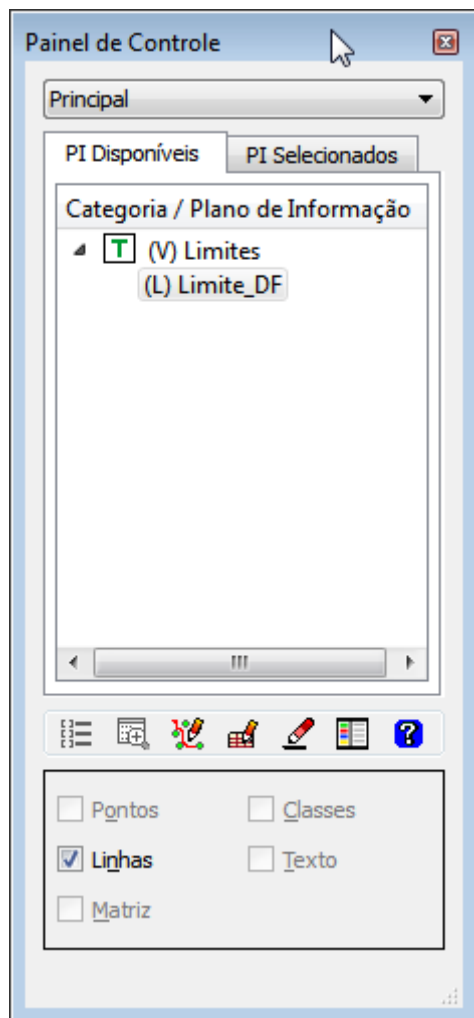 Painel de Controle
Principal
PI Disponíveis PI Selecionados
Categoria / Plano de Informação
T (V) Limites
(L) Limite_DF
?
Pontos Classes
Linhas Texto
Matriz